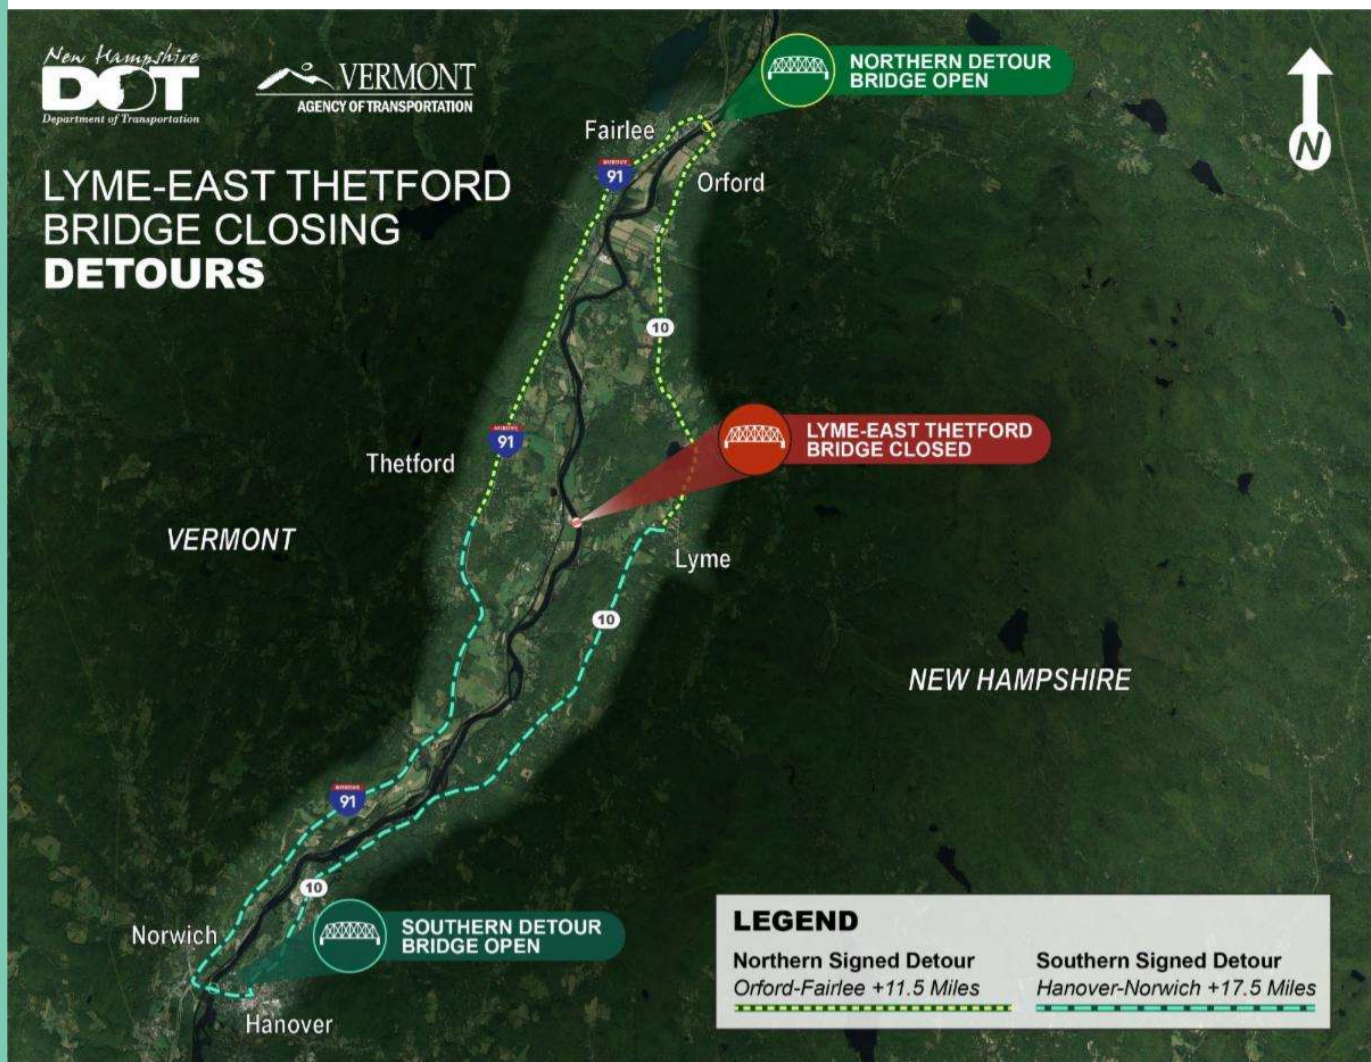 New Hampshire
DOT
Department of Transportation
VERMONT
AGENCY OF TRANSPORTATION
LYME-EAST THETFORD
BRIDGE CLOSING
DETOURS
NORTHERN DETOUR
BRIDGE OPEN
N
Fairlee
INTERSTATE
91
Orford
10
LYME-EAST THETFORD
BRIDGE CLOSED
INTERSTATE
91
Thetford
VERMONT
Lyme
10
NEW HAMPSHIRE
INTERSTATE
91
10
Norwich
SOUTHERN DETOUR
BRIDGE OPEN
Hanover
LEGEND
Northern Signed Detour
Orford-Fairlee +11.5 Miles
Southern Signed Detour
Hanover-Norwich +17.5 Miles